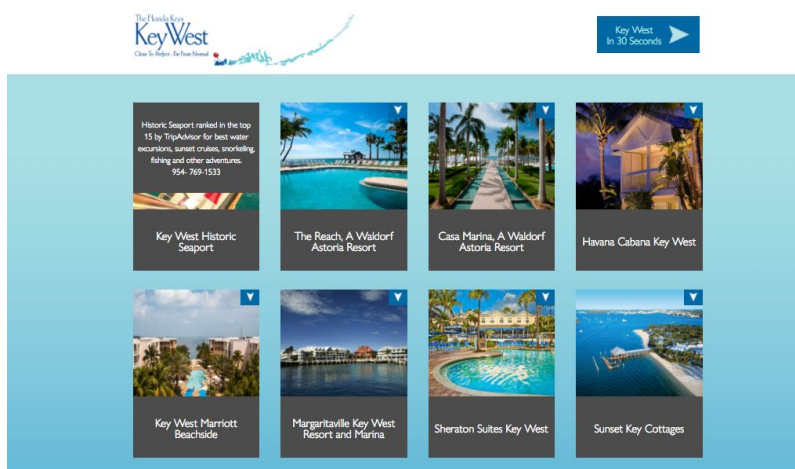 The Florida Keys
Key West
Close To Perfect - Far From Normal
Key West
In 30 Seconds
Historic Seaport ranked in the top
15 by TripAdvisor for best water
excursions, sunset cruises, snorkeling,
fishing and other adventures.
954- 769-1533
Key West Historic
Seaport
The Reach, A Waldorf
Astoria Resort
Casa Marina, A Waldorf
Astoria Resort
Havana Cabana Key West
Key West Marriott
Beachside
Margaritaville Key West
Resort and Marina
Sheraton Suites Key West
Sunset Key Cottages